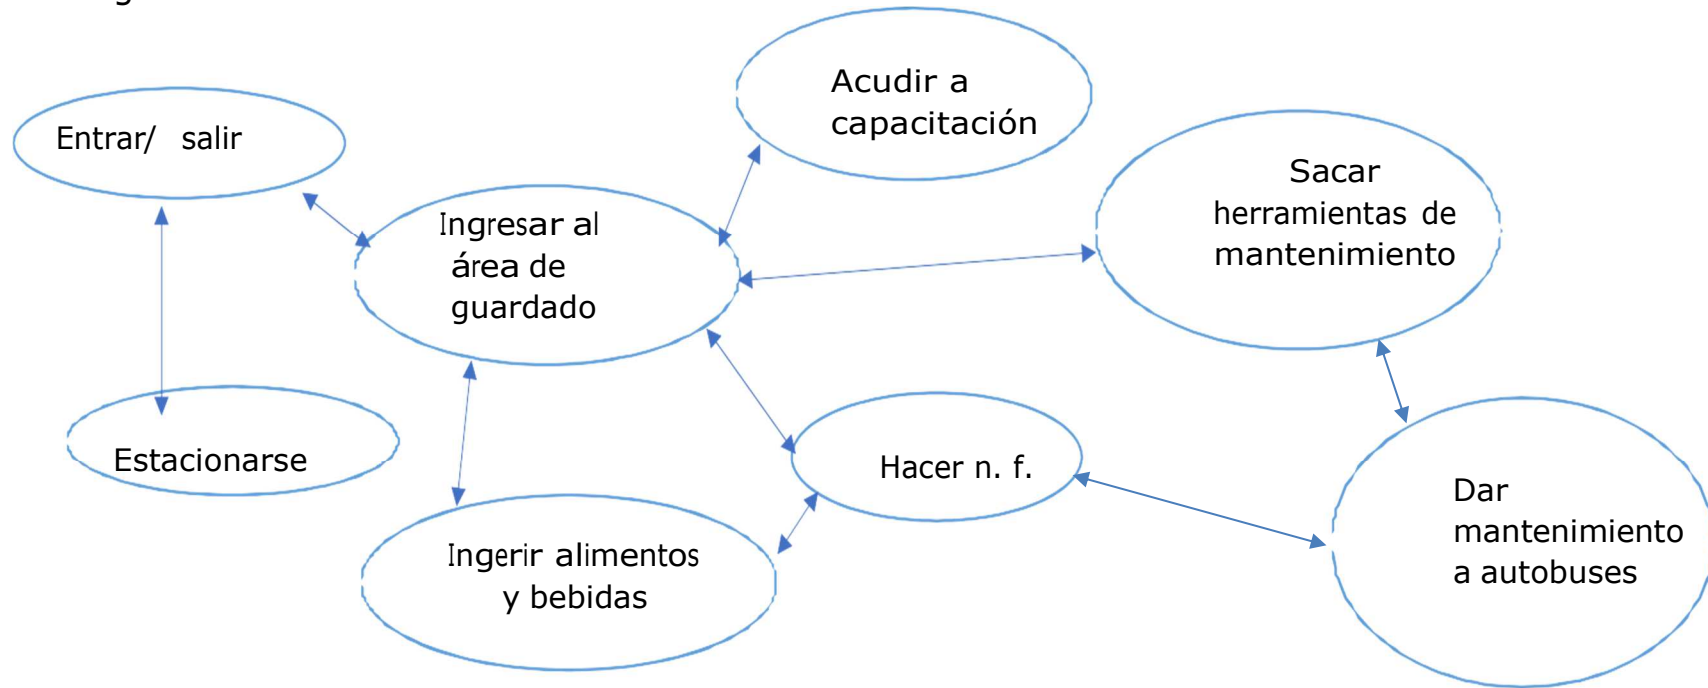 Entrar/ salir
Acudir a
capacitación
Sacar
herramientas de
mantenimiento
Ingresar al
área de
guardado
Estacionarse
Hacer n. f.
Ingerir alimentos
y bebidas
Dar
mantenimiento
a autobuses